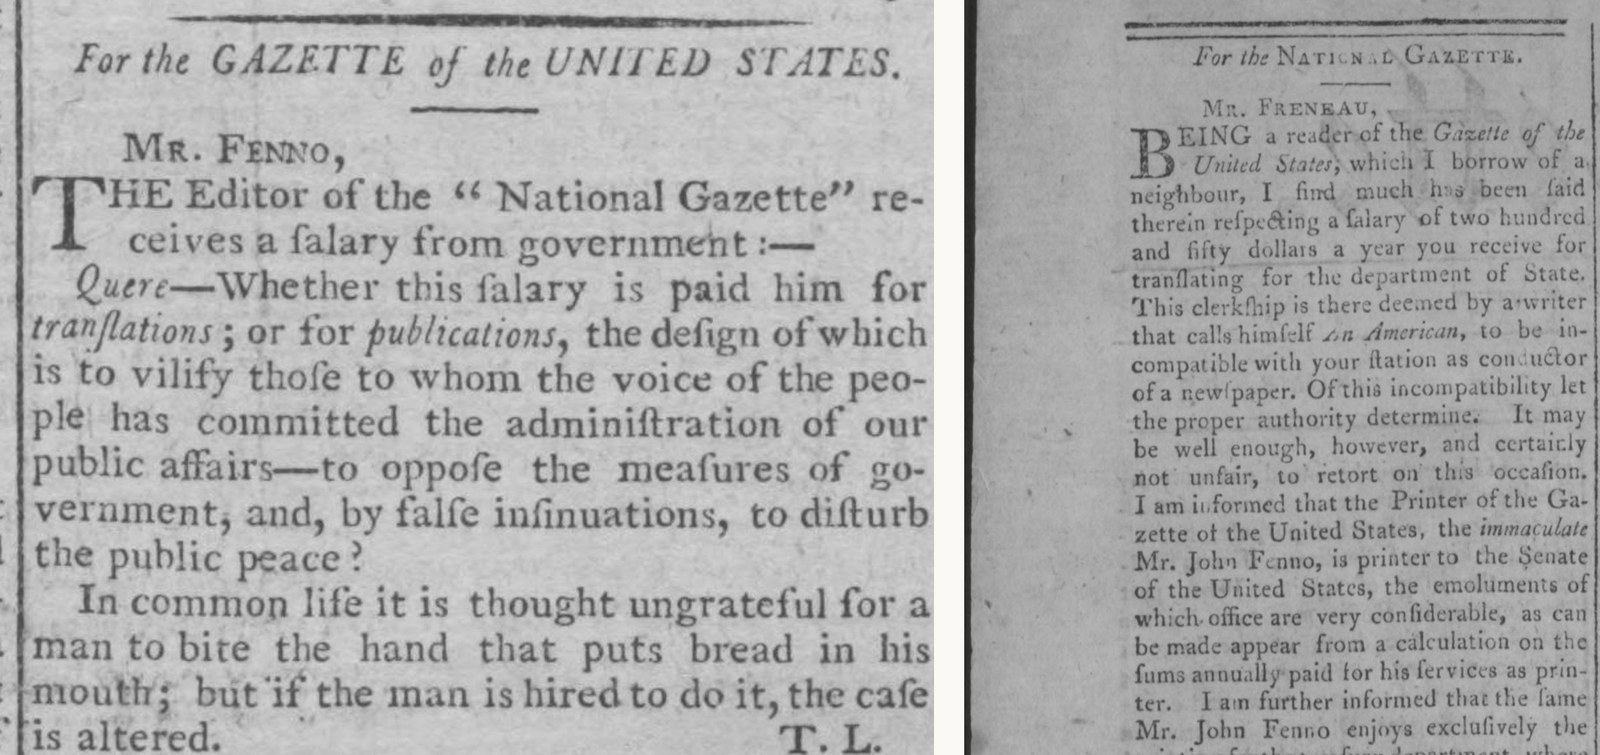 For the GAZETTE of the UNITED STATES.
MR. FENNO,
THE Editor of the “ National Gazette” re-
ceives a ſalary from government :—
Quere—Whether this ſalary is paid him for
tranſlations ; or for publications, the deſign of which
is to vilify thoſe to whom the voice of the peo-
ple has committed the adminiſtration of our
public affairs—to oppoſe the meaſures of go-
vernment, and, by falſe inſinuations, to diſturb
the public peace ?
In common life it is thought ungrateful for a
man to bite the hand that puts bread in his
mouth; but if the man is hired to do it, the caſe
is altered. T. L.
For the NATIONAL GAZETTE.
MR. FRENEAU,
BEING a reader of the Gazette of the
United States, which I borrow of a
neighbour, I find much has been ſaid
therein reſpecting a ſalary of two hundred
and fifty dollars a year you receive for
tranſlating for the department of State.
This clerkſhip is there deemed by a writer
that calls himſelf An American, to be in-
compatible with your ſtation as conductor
of a newſpaper. Of this incompatibility let
the proper authority determine. It may
be well enough, however, and certainly
not unfair, to retort on this occaſion.
I am informed that the Printer of the Ga-
zette of the United States, the immaculate
Mr. John Fenno, is printer to the Senate
of the United States, the emoluments of
which office are very conſiderable, as can
be made appear from a calculation on the
ſums annually paid for his ſervices as prin-
ter. I am further informed that the ſame
Mr. John Fenno enjoys excluſively the